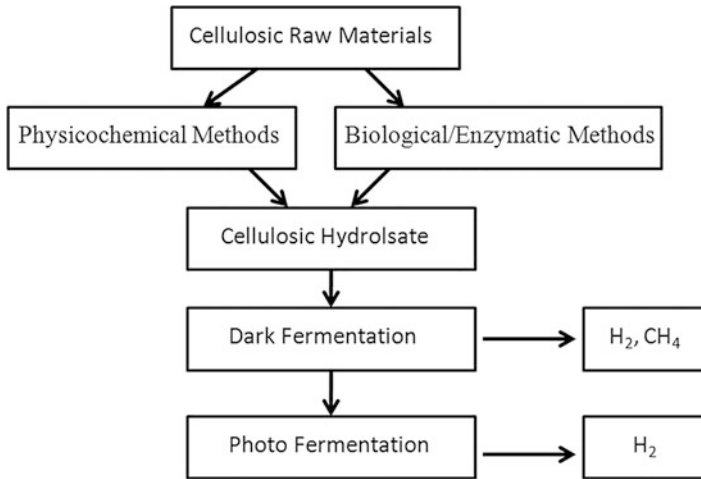 Cellulosic Raw Materials
Physicochemical Methods
Biological/Enzymatic Methods
Cellulosic Hydrolsate
Dark Fermentation
H₂, CH₄
Photo Fermentation
H₂